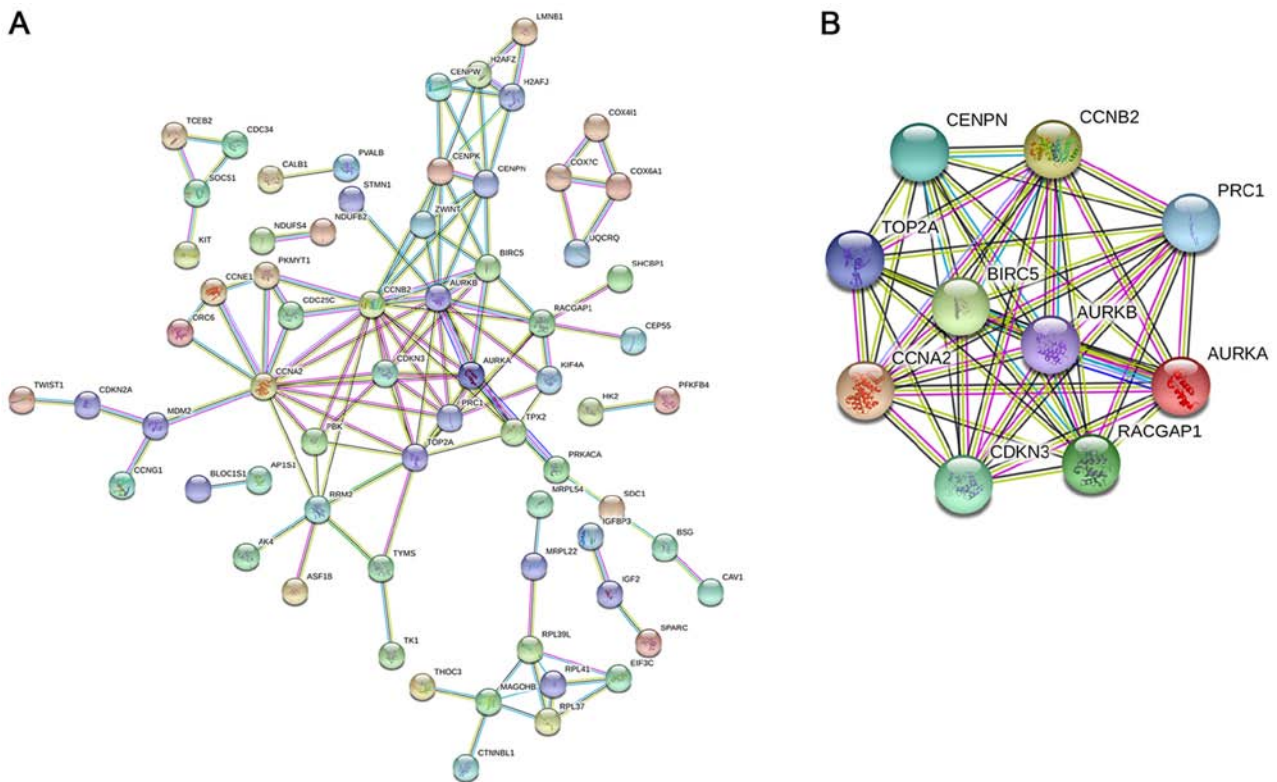 A
B
LMNB1
H2AFZ
CENPW
H2AFJ
COX4I1
TCEB2
CDC34
PVALB
CENPK
CENPN
COX7C
CALB1
COX6A1
SOCS1
STMN1
ZWINT
NDUFB2
NDUFS4
KIT
UQCRQ
BIRC5
PKMYT1
SHCBP1
CCNE1
CCNB2
AURKB
CDC25C
RACGAP1
ORC6
CEP55
CDKN3
AURKA
KIF4A
CCNA2
TWIST1
CDKN2A
HK2
PFKFB4
PRC1
MDM2
TPX2
PBK
TOP2A
CCNG1
BLOC1S1
AP1S1
PRKACA
MRPL54
SDC1
RRM2
IGFBP3
BSG
AK4
TYMS
MRPL22
ASF1B
IGF2
CAV1
SPARC
TK1
RPL39L
THOC3
RPL41
EIF3C
MAGOHB
RPL37
CTNNBL1
CENPN
CCNB2
PRC1
TOP2A
BIRC5
AURKB
CCNA2
AURKA
RACGAP1
CDKN3